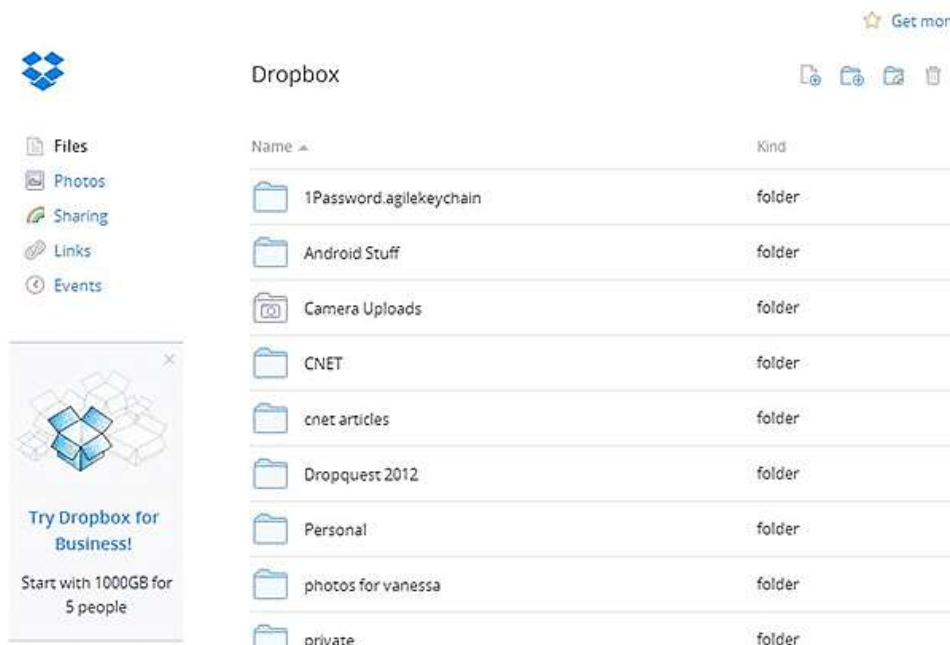 Get mor
Dropbox
Files
Photos
Sharing
Links
Events
Name Kind
1Password.agilekeychain folder
Android Stuff folder
Camera Uploads folder
CNET folder
cnet articles folder
Dropquest 2012 folder
Personal folder
photos for vanessa folder
private folder
Try Dropbox for
Business!
Start with 1000GB for
5 people